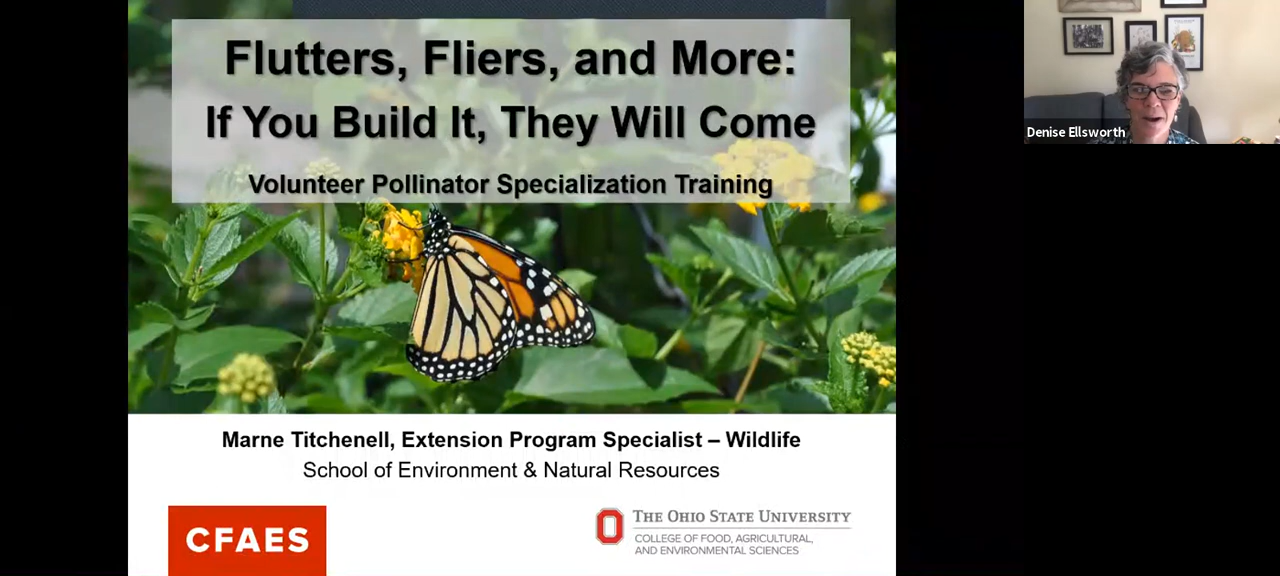 Flutters, Fliers, and More:
If You Build It, They Will Come
Volunteer Pollinator Specialization Training
Denise Ellsworth
Marne Titchenell, Extension Program Specialist – Wildlife
School of Environment & Natural Resources
CFAES
THE OHIO STATE UNIVERSITY
COLLEGE OF FOOD, AGRICULTURAL,
AND ENVIRONMENTAL SCIENCES